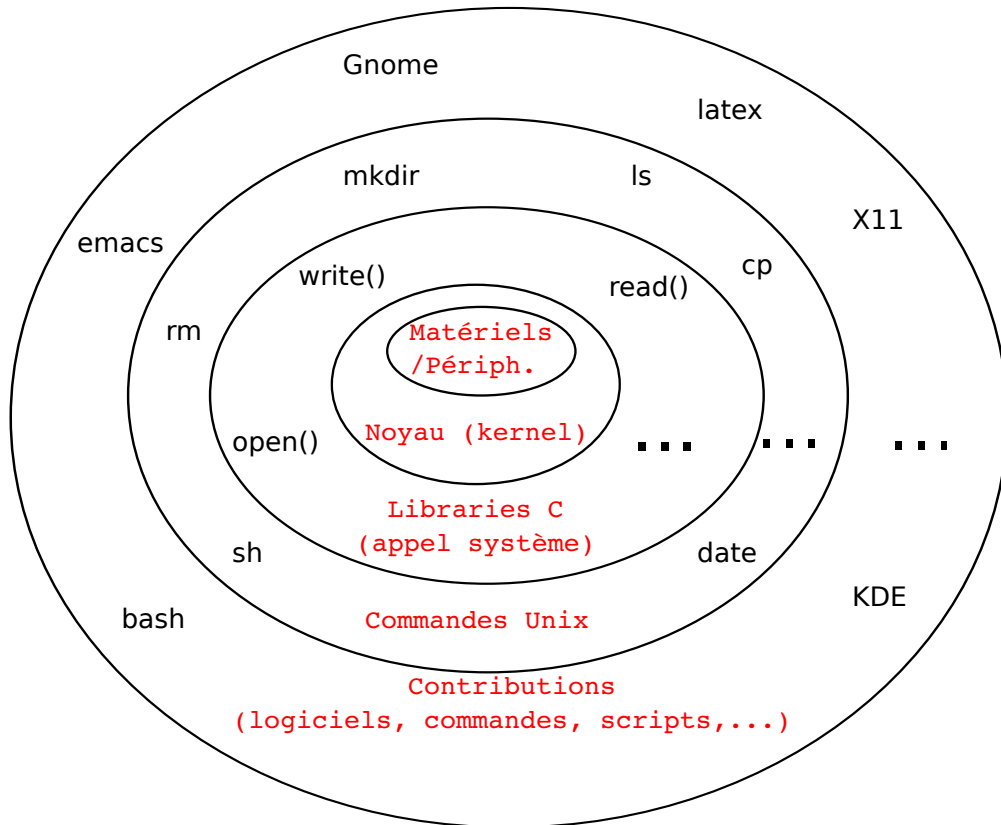 Gnome
latex
mkdir
ls
X11
emacs
cp
write()
read()
rm
Matériels
/Périph.
Noyau (kernel)
open()
...
...
...
Libraries C
(appel système)
sh
date
KDE
bash
Commandes Unix
Contributions
(logiciels, commandes, scripts,...)